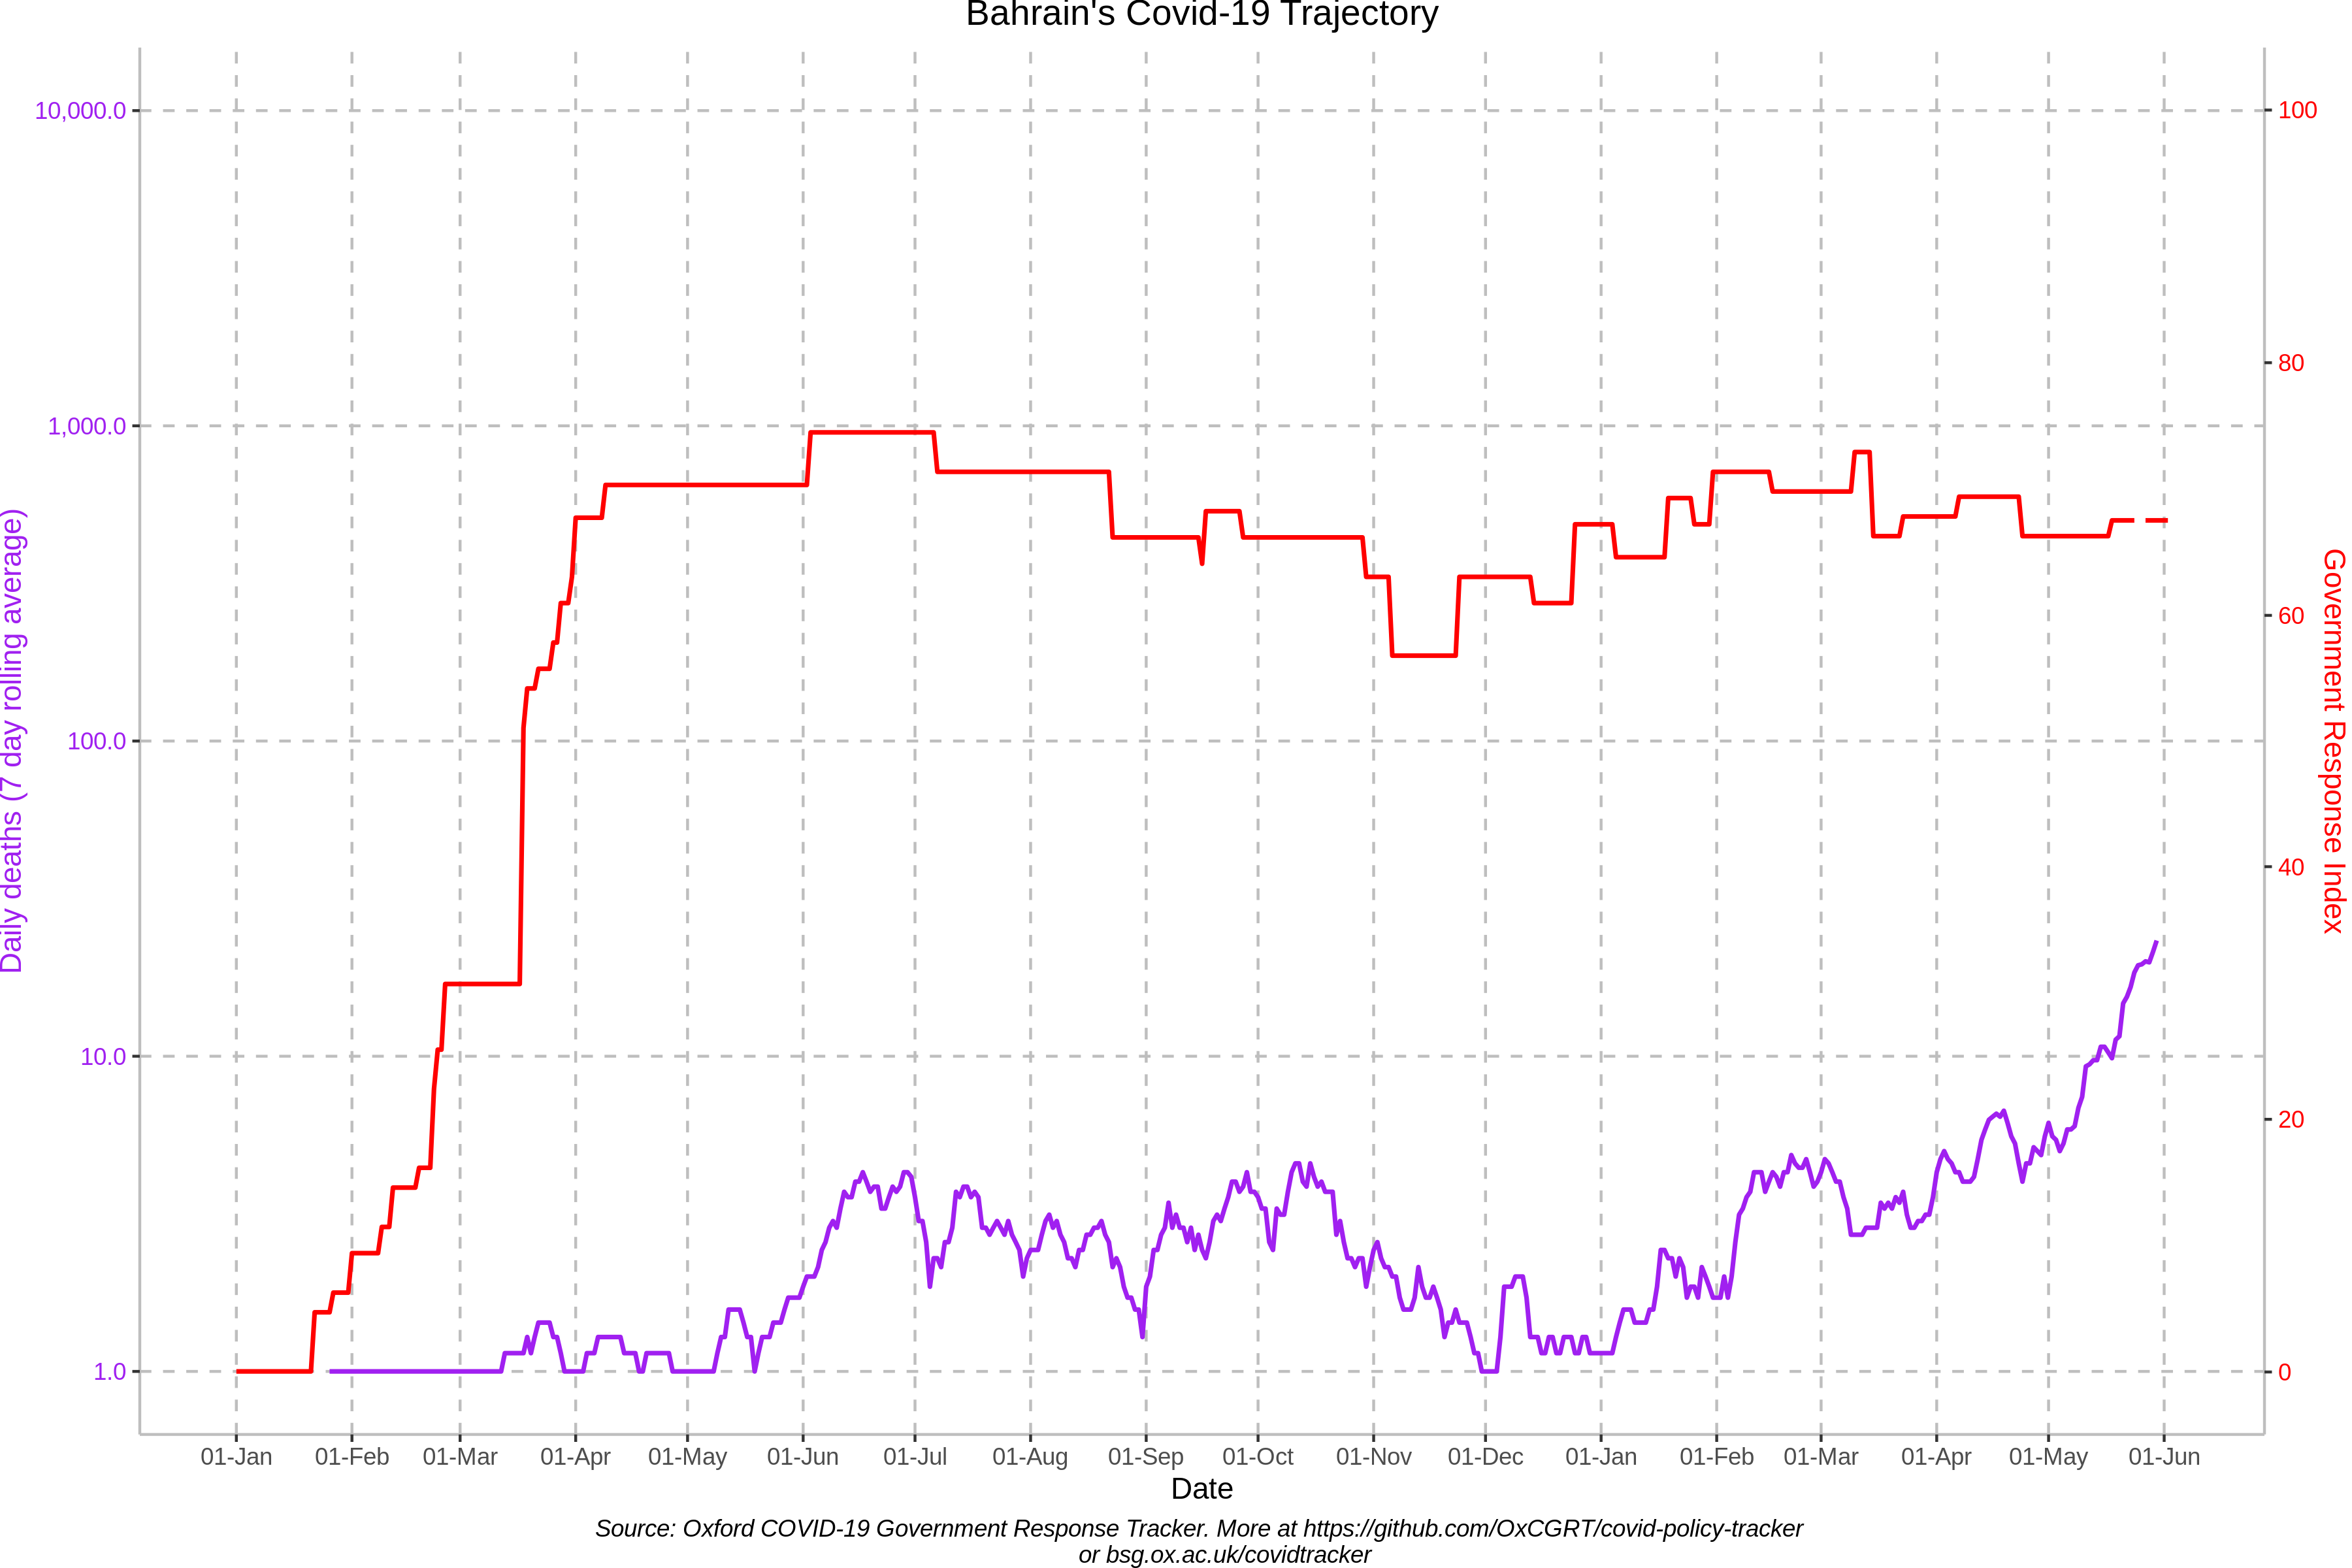 Bahrain's Covid-19 Trajectory
10,000.0
1,000.0
100.0
10.0
1.0
Daily deaths (7 day rolling average)
100
80
60
40
20
0
Government Response Index
01-Jan 01-Feb 01-Mar 01-Apr 01-May 01-Jun 01-Jul 01-Aug 01-Sep 01-Oct 01-Nov 01-Dec 01-Jan 01-Feb 01-Mar 01-Apr 01-May 01-Jun
Date
Source: Oxford COVID-19 Government Response Tracker. More at https://github.com/OxCGRT/covid-policy-tracker
or bsg.ox.ac.uk/covidtracker